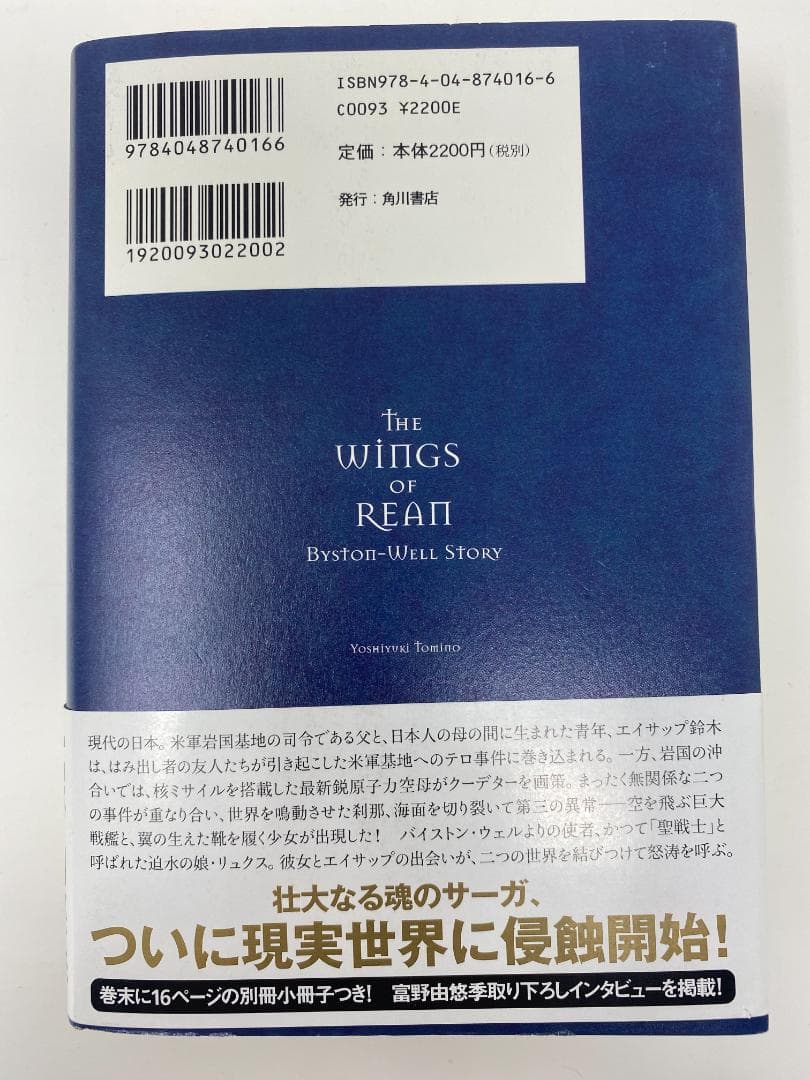 9784048740166
1920093022002
ISBN978-4-04-874016-6
C0093 ¥2200E
定価：本体2200円（税別）
発行：角川書店
THE
WINGS
OF
REAN
BYSTON-WELL STORY
YOSHIYUKI TOMINO
現代の日本。米軍岩国基地の司令である父と、日本人の母の間に生まれた青年、エイサップ鈴木
は、はみ出し者の友人たちが引き起こした米軍基地へのテロ事件に巻き込まれる。一方、岩国の沖
合いでは、核ミサイルを搭載した最新鋭原子力空母がクーデターを画策。まったく無関係な二つ
の事件が重なり合い、世界を鳴動させた刹那、海面を切り裂いて第三の異常――空を飛ぶ巨大
戦艦と、翼の生えた靴を履く少女が出現した！　バイストン・ウェルよりの使者、かつて「聖戦士」と
呼ばれた迫水の娘・リュクス。彼女とエイサップの出会いが、二つの世界を結びつけて怒涛を呼ぶ。
壮大なる魂のサーガ、
ついに現実世界に侵蝕開始！
巻末に16ページの別冊小冊子つき！　富野由悠季取り下ろしインタビューを掲載！